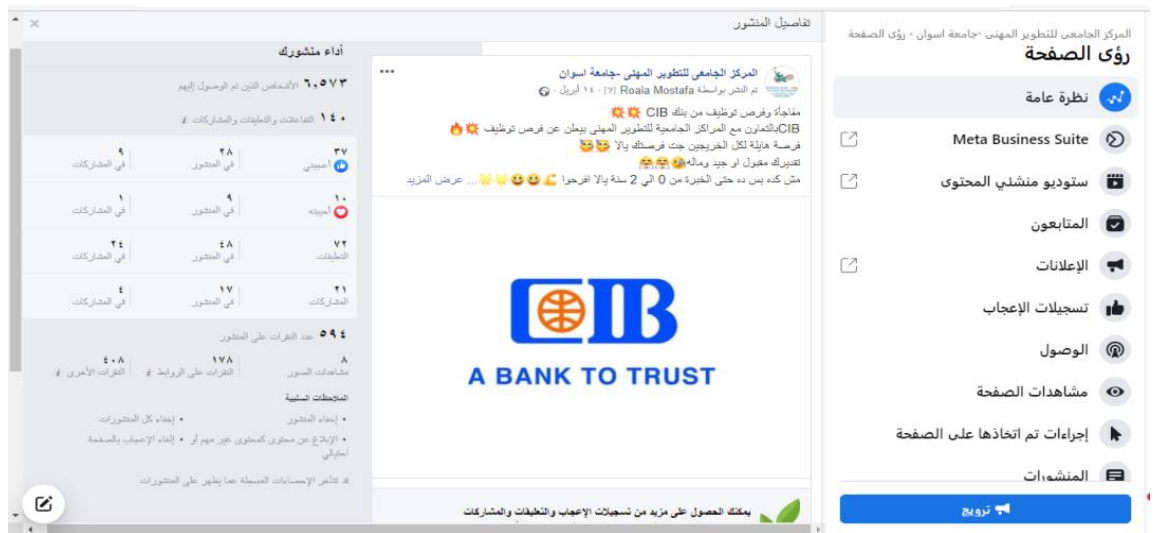 المركز الجامعى للتطوير المهنى -جامعة اسوان › رؤى الصفحة
رؤى الصفحة
نظرة عامة
Meta Business Suite
ستوديو منشئي المحتوى
المتابعون
الإعلانات
تسجيلات الإعجاب
الوصول
مشاهدات الصفحة
إجراءات تم اتخاذها على الصفحة
المنشورات
ترويج
تفاصيل المنشور
المركز الجامعى للتطوير المهنى -جامعة اسوان
تم النشر بواسطة Roaia Mostafa [?] · ١٤ أبريل ·
مفاجأة وفرص توظيف من بنك CIB 💥💥
CIBبالتعاون مع المراكز الجامعية للتطوير المهني بيعلن عن فرص توظيف 💥🔥
فرصة هايلة لكل الخريجين جت فرصتك يالا 🥰🥰
تقديرك مقبول او جيد وماله
مش كده بس ده حتى الخبرة من 0 الي 2 سنة يالا افرحوا ... عرض المزيد
CIB
A BANK TO TRUST
يمكنك الحصول على مزيد من تسجيلات الإعجاب والتعليقات والمشاركات
أداء منشورك
٦,٥٧٣ الأشخاص الذين تم الوصول إليهم
١٤٠ التفاعلات والتعليقات والمشاركات
٣٧ أعجبني
٢٨ في المنشور
٩ في المشاركات
١٠ أحببته
٩ في المنشور
١ في المشاركات
٧٢ التعليقات
٤٨ في المنشور
٢٤ في المشاركات
٢١ المشاركات
١٧ في المنشور
٤ في المشاركات
٥٩٤ عدد النقرات على المنشور
٨ مشاهدات الصور
١٧٨ النقرات على الروابط
٤٠٨ النقرات الأخرى
الملاحظات السلبية
• إخفاء المنشور
• إخفاء كل المنشورات
• الإبلاغ عن محتوى كمحتوى غير مهم أو احتيالي
• إلغاء الإعجاب بالصفحة
قد تتأخر الإحصاءات المسجلة عما يظهر على المنشورات